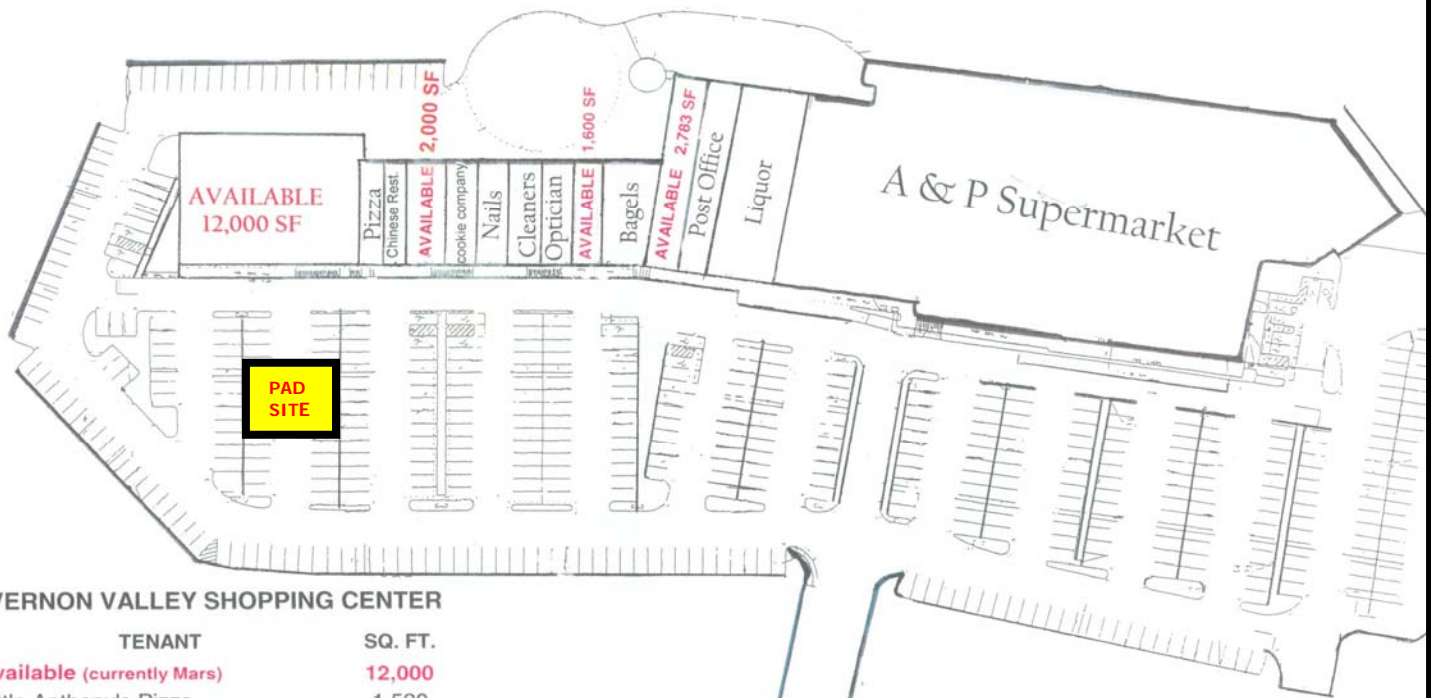 AVAILABLE
12,000 SF
Pizza
Chinese Rest.
AVAILABLE 2,000 SF
cookie company
Nails
Cleaners
Optician
AVAILABLE 1,600 SF
Bagels
AVAILABLE 2,783 SF
Post Office
Liquor
A & P Supermarket
PAD
SITE
VERNON VALLEY SHOPPING CENTER
TENANT SQ. FT.
vailable (currently Mars) 12,000